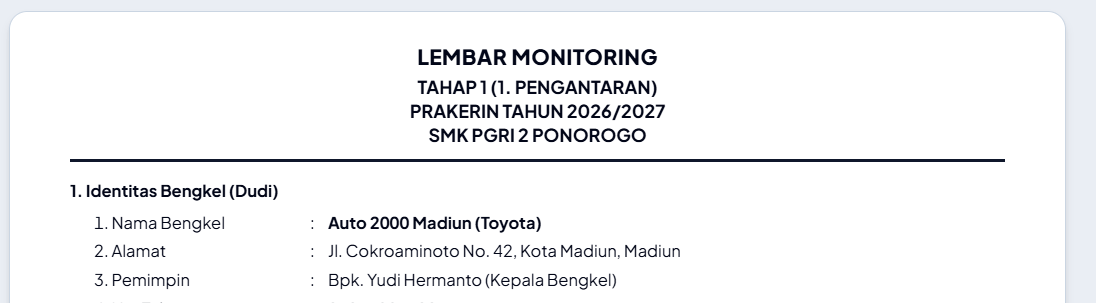 LEMBAR MONITORING
TAHAP 1 (1. PENGANTARAN)
PRAKERIN TAHUN 2026/2027
SMK PGRI 2 PONOROGO
1. Identitas Bengkel (Dudi)
1. Nama Bengkel : Auto 2000 Madiun (Toyota)
2. Alamat : Jl. Cokroaminoto No. 42, Kota Madiun, Madiun
3. Pemimpin : Bpk. Yudi Hermanto (Kepala Bengkel)